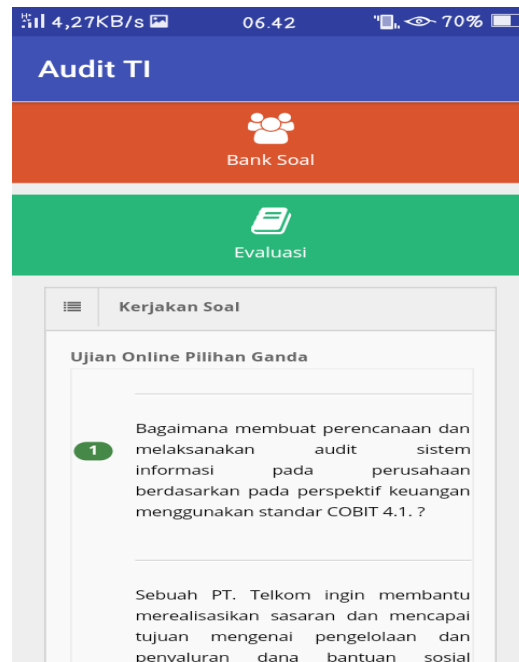 4,27KB/s 06.42 70%
Audit TI
Bank Soal
Evaluasi
Kerjakan Soal
Ujian Online Pilihan Ganda
Bagaimana membuat perencanaan dan
1 melaksanakan audit sistem
informasi pada perusahaan
berdasarkan pada perspektif keuangan
menggunakan standar COBIT 4.1. ?
Sebuah PT. Telkom ingin membantu
merealisasikan sasaran dan mencapai
tujuan mengenai pengelolaan dan
penyaluran dana bantuan sosial